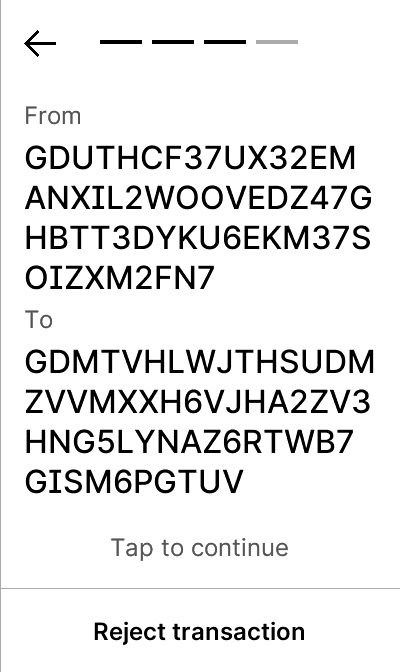 From
GDUTHCF37UX32EM
ANXIL2WOOVEDZ47G
HBTT3DYKU6EKM37S
OIZXM2FN7
To
GDMTVHLWJTHSUDM
ZVVMXXH6VJHA2ZV3
HNG5LYNAZ6RTWB7
GISM6PGTUV
Tap to continue
Reject transaction